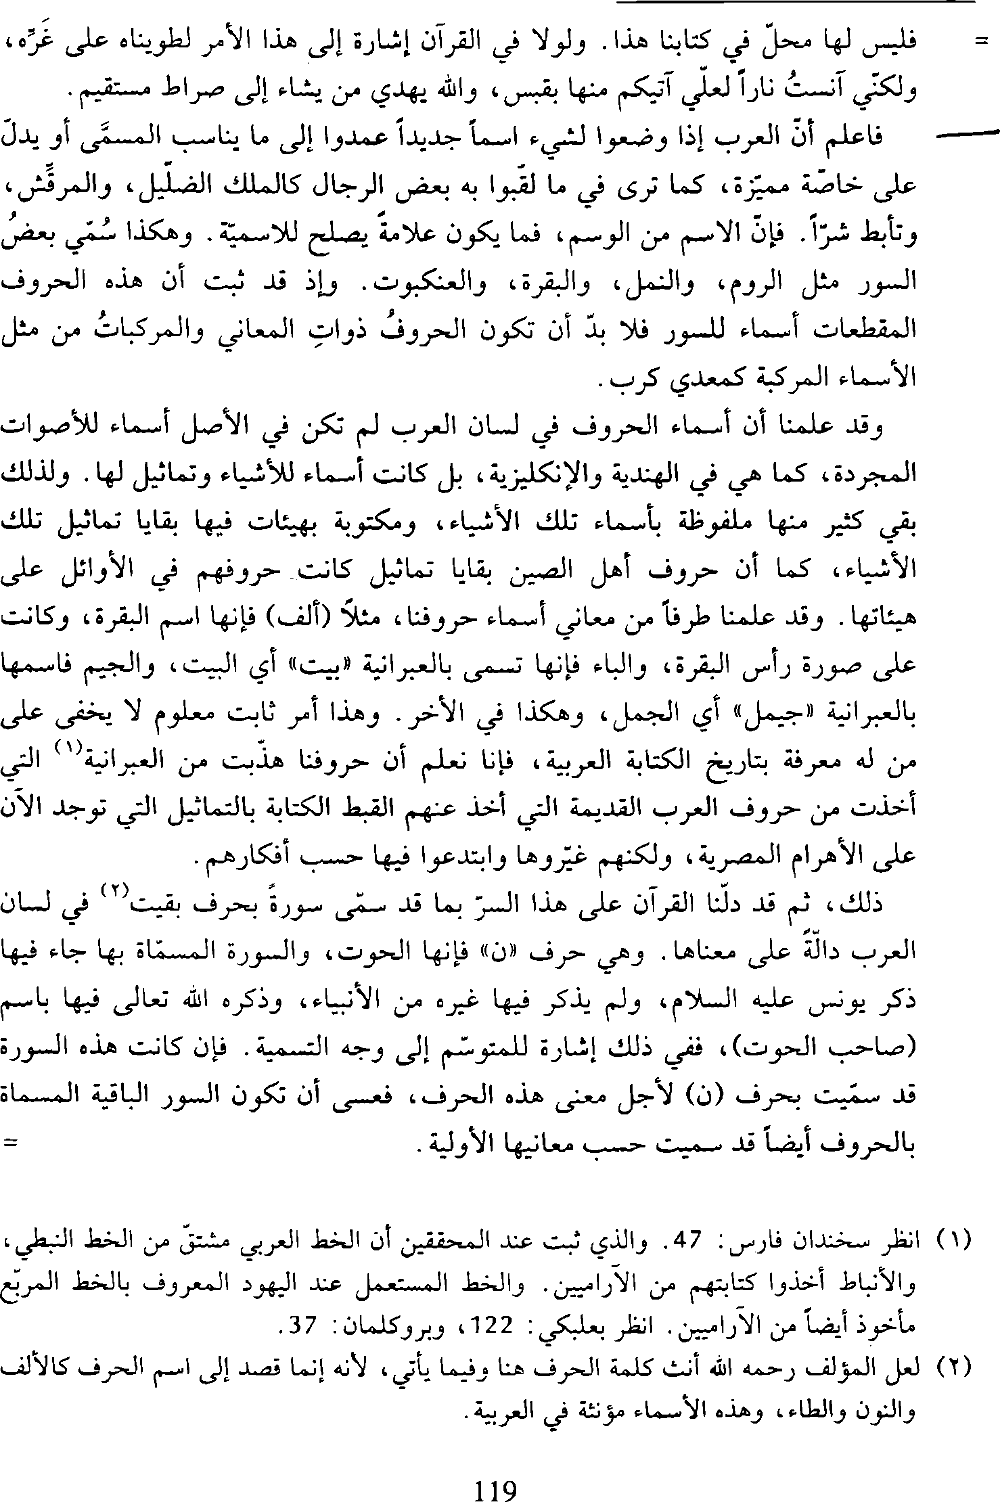 = فليس لها محلّ في كتابنا هذا. ولولا في القرآن إشارة إلى هذا الأمر لطويناه على غَرِّه،
ولكنّي آنستُ ناراً لعلّي آتيكم منها بقبس، والله يهدي من يشاء إلى صراط مستقيم.
فاعلم أنّ العرب إذا وضعوا لشيء اسماً جديداً عمدوا إلى ما يناسب المسمَّى أو يدلّ
على خاصّة مميّزة، كما ترى في ما لقّبوا به بعض الرجال كالملك الضلّيل، والمرقِّش،
وتأبط شرّاً. فإنّ الاسم من الوسم، فما يكون علامةً يصلح للاسميّة. وهكذا سُمّي بعضُ
السور مثل الروم، والنمل، والبقرة، والعنكبوت. وإذ قد ثبت أن هذه الحروف
المقطعات أسماء للسور فلا بدّ أن تكون الحروفُ ذواتِ المعاني والمركباتُ من مثل
الأسماء المركبة كمعدي كرب.
وقد علمنا أن أسماء الحروف في لسان العرب لم تكن في الأصل أسماء للأصوات
المجردة، كما هي في الهندية والإنكليزية، بل كانت أسماء للأشياء وتماثيل لها. ولذلك
بقي كثير منها ملفوظة بأسماء تلك الأشياء، ومكتوبة بهيئات فيها بقايا تماثيل تلك
الأشياء، كما أن حروف أهل الصين بقايا تماثيل كانت حروفهم في الأوائل على
هيئاتها. وقد علمنا طرفاً من معاني أسماء حروفنا، مثلاً (ألف) فإنها اسم البقرة، وكانت
على صورة رأس البقرة، والباء فإنها تسمى بالعبرانية «بيت» أي البيت، والجيم فاسمها
بالعبرانية «جيمل» أي الجمل، وهكذا في الأخر. وهذا أمر ثابت معلوم لا يخفى على
من له معرفة بتاريخ الكتابة العربية، فإنا نعلم أن حروفنا هذّبت من العبرانية(١) التي
أخذت من حروف العرب القديمة التي أخذ عنهم القبط الكتابة بالتماثيل التي توجد الآن
على الأهرام المصرية، ولكنهم غيّروها وابتدعوا فيها حسب أفكارهم.
ذلك، ثم قد دلّنا القرآن على هذا السرّ بما قد سمّى سورةً بحرف بقيت(٢) في لسان
العرب دالّةً على معناها. وهي حرف «ن» فإنها الحوت، والسورة المسمّاة بها جاء فيها
ذكر يونس عليه السلام، ولم يذكر فيها غيره من الأنبياء، وذكره الله تعالى فيها باسم
(صاحب الحوت)، ففي ذلك إشارة للمتوسّم إلى وجه التسمية. فإن كانت هذه السورة
قد سمّيت بحرف (ن) لأجل معنى هذه الحرف، فعسى أن تكون السور الباقية المسماة
بالحروف أيضاً قد سميت حسب معانيها الأولية. =
(١) انظر سخندان فارس: 47. والذي ثبت عند المحققين أن الخط العربي مشتقّ من الخط النبطي،
والأنباط أخذوا كتابتهم من الآراميين. والخط المستعمل عند اليهود المعروف بالخط المربّع
مأخوذ أيضاً من الآراميين. انظر بعلبكي: 122، وبروكلمان: 37.
(٢) لعل المؤلف رحمه الله أنث كلمة الحرف هنا وفيما يأتي، لأنه إنما قصد إلى اسم الحرف كالألف
والنون والطاء، وهذه الأسماء مؤنثة في العربية.
119